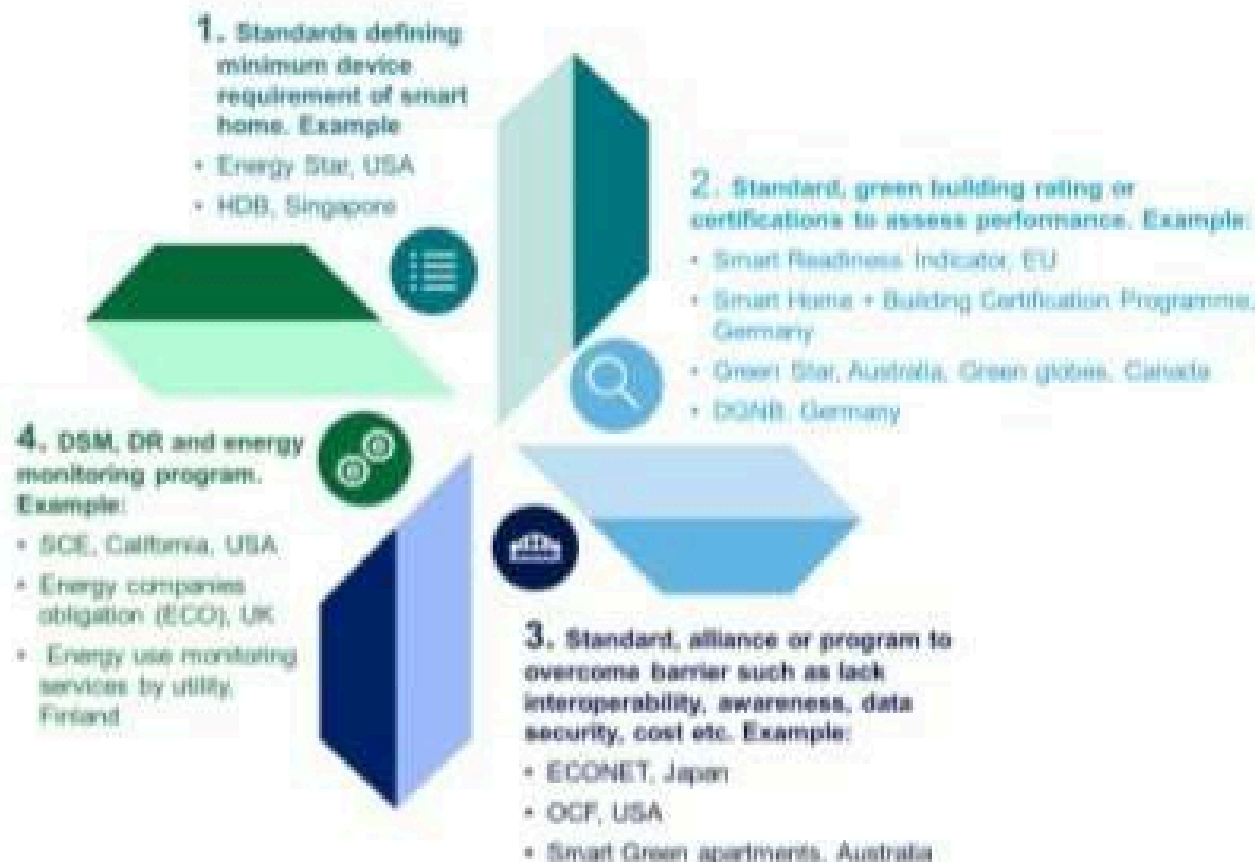 1. Standards defining
minimum device
requirement of smart
home. Example
• Energy Star, USA
• HDB, Singapore
2. Standard, green building rating or
certifications to assess performance. Example:
• Smart Readiness Indicator, EU
• Smart Home + Building Certification Programme,
Germany
• Green Star, Australia, Green globes, Canada
• DGNB, Germany
3. Standard, alliance or program to
overcome barrier such as lack
interoperability, awareness, data
security, cost etc. Example:
• ECONET, Japan
• OCF, USA
• Smart Green apartments, Australia
4. DSM, DR and energy
monitoring program.
Example:
• SCE, California, USA
• Energy companies
obligation (ECO), UK
• Energy use monitoring
services by utility,
Finland